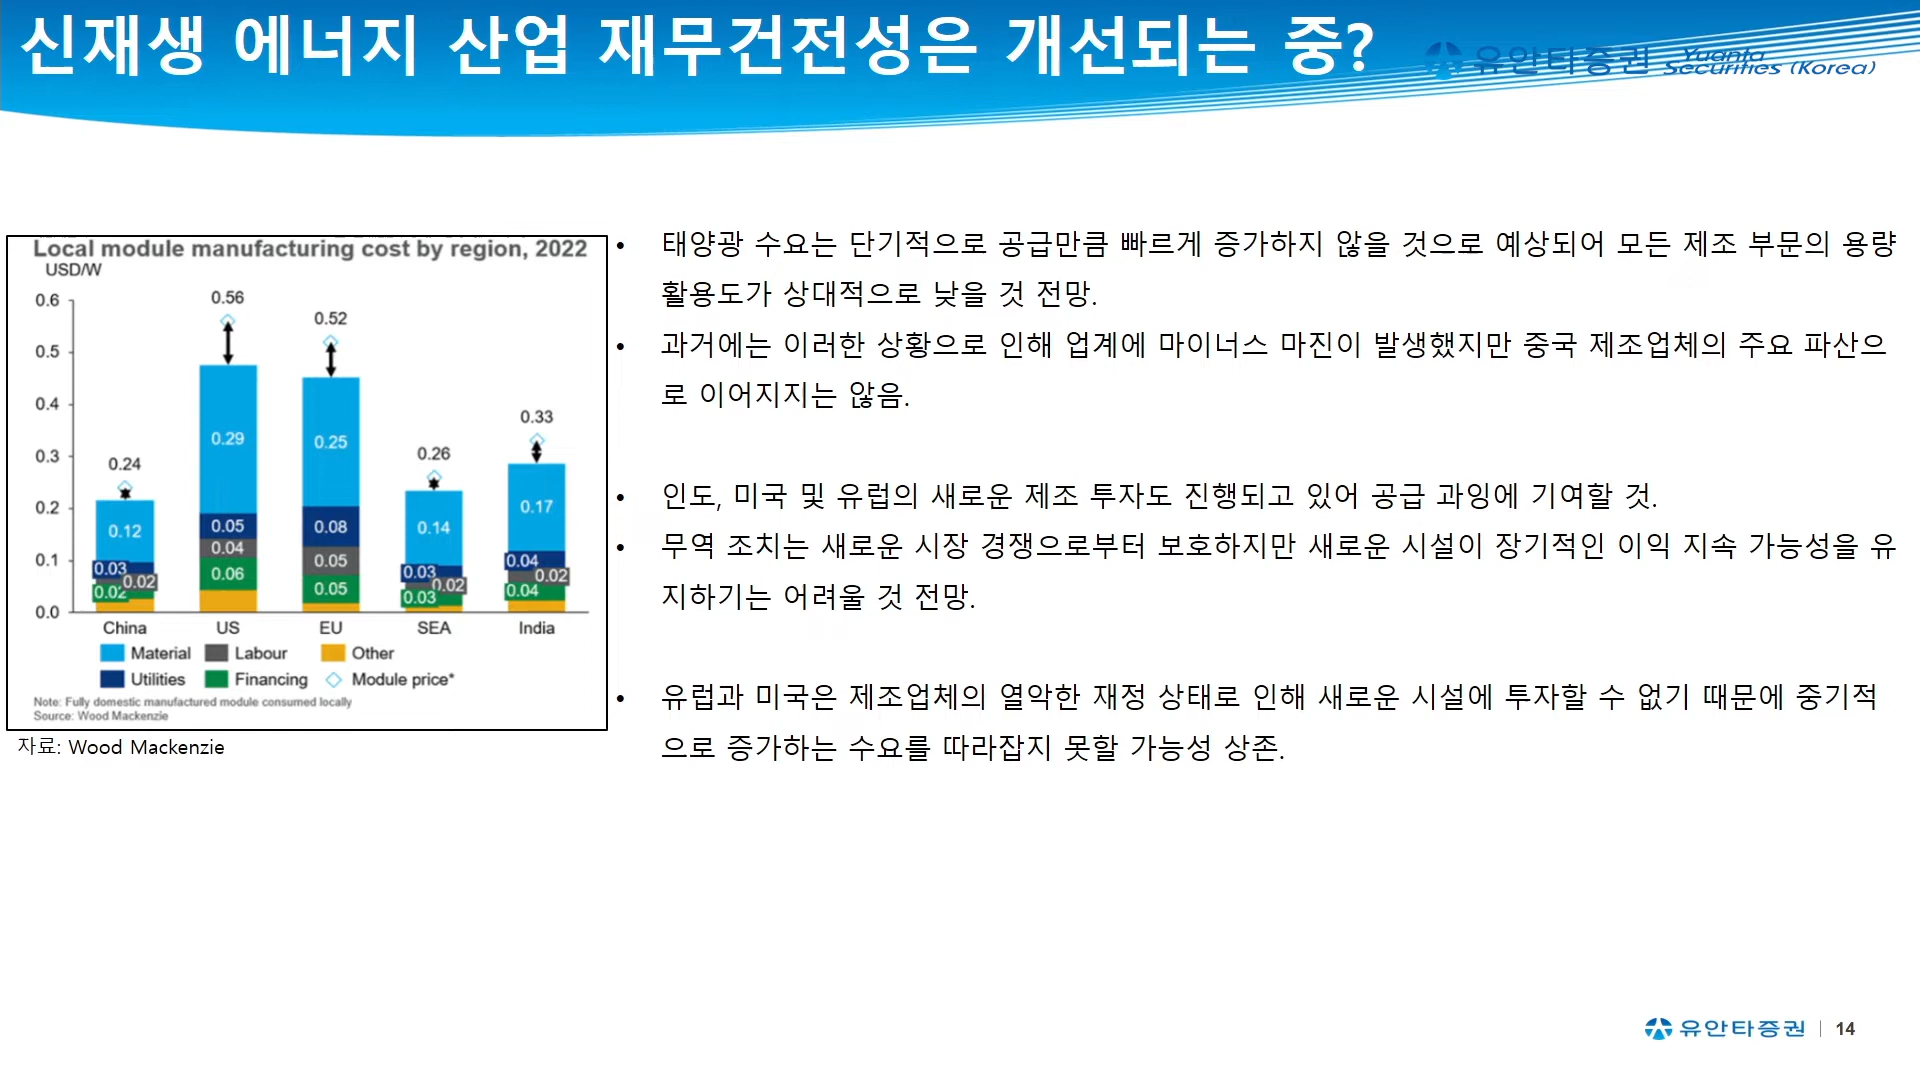 신재생 에너지 산업 재무건전성은 개선되는 중?
유안타증권 Yuanta Securities (Korea)
Local module manufacturing cost by region, 2022
USD/W
0.6
0.5
0.4
0.3
0.2
0.1
0.0
0.24
0.12
0.03
0.02
0.02
0.56
0.29
0.05
0.04
0.06
0.52
0.25
0.08
0.05
0.05
0.26
0.14
0.03
0.02
0.03
0.33
0.17
0.04
0.02
0.04
China US EU SEA India
Material Labour Other
Utilities Financing Module price*
Note: Fully domestic manufactured module consumed locally
Source: Wood Mackenzie
자료: Wood Mackenzie
• 태양광 수요는 단기적으로 공급만큼 빠르게 증가하지 않을 것으로 예상되어 모든 제조 부문의 용량
활용도가 상대적으로 낮을 것 전망.
• 과거에는 이러한 상황으로 인해 업계에 마이너스 마진이 발생했지만 중국 제조업체의 주요 파산으
로 이어지지는 않음.
• 인도, 미국 및 유럽의 새로운 제조 투자도 진행되고 있어 공급 과잉에 기여할 것.
• 무역 조치는 새로운 시장 경쟁으로부터 보호하지만 새로운 시설이 장기적인 이익 지속 가능성을 유
지하기는 어려울 것 전망.
• 유럽과 미국은 제조업체의 열악한 재정 상태로 인해 새로운 시설에 투자할 수 없기 때문에 중기적
으로 증가하는 수요를 따라잡지 못할 가능성 상존.
유안타증권 | 14